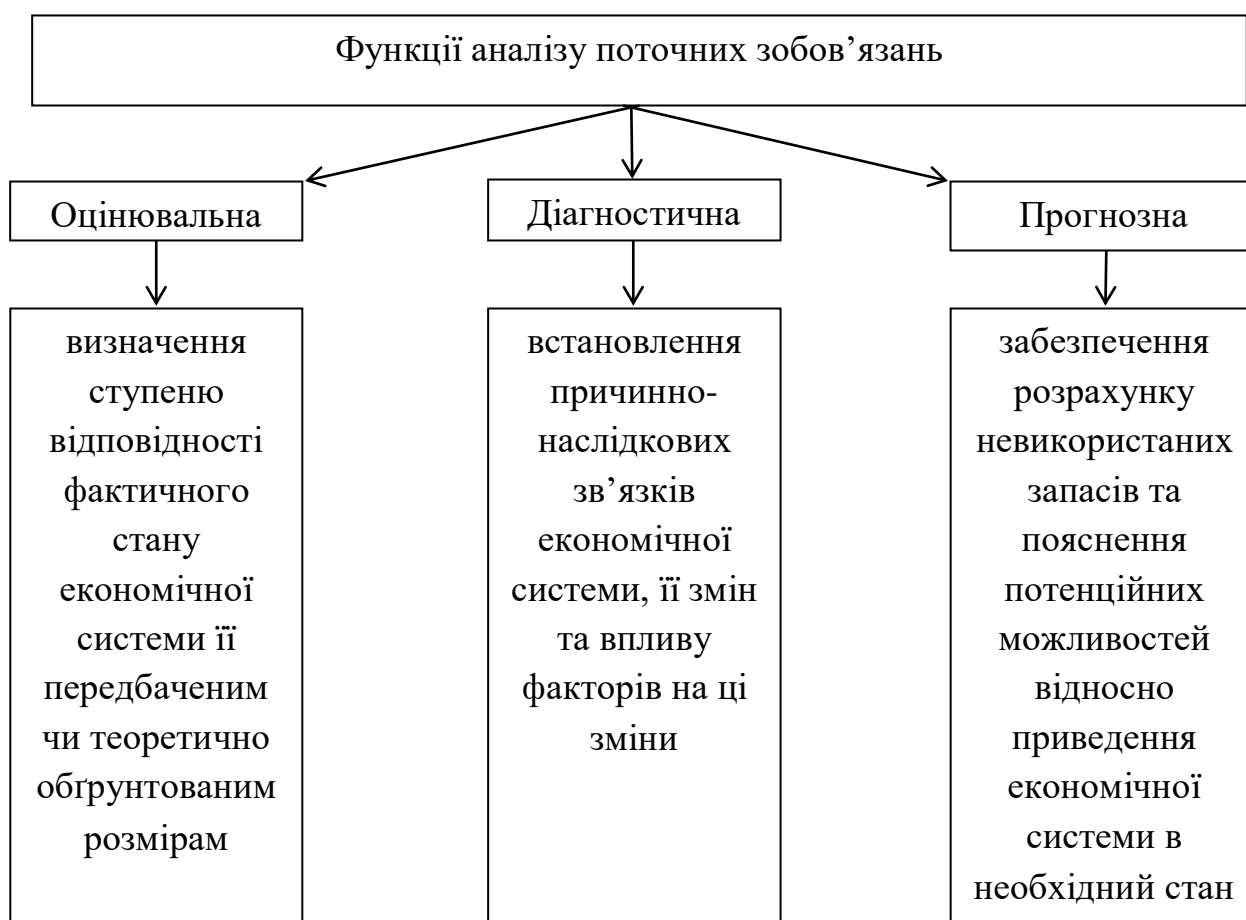 Функції аналізу поточних зобов’язань
Оцінювальна
Діагностична
Прогнозна
визначення
ступеню
відповідності
фактичного
стану
економічної
системи її
передбаченим
чи теоретично
обґрунтованим
розмірам
встановлення
причинно-
наслідкових
зв’язків
економічної
системи, її змін
та впливу
факторів на ці
зміни
забезпечення
розрахунку
невикористаних
запасів та
пояснення
потенційних
можливостей
відносно
приведення
економічної
системи в
необхідний стан